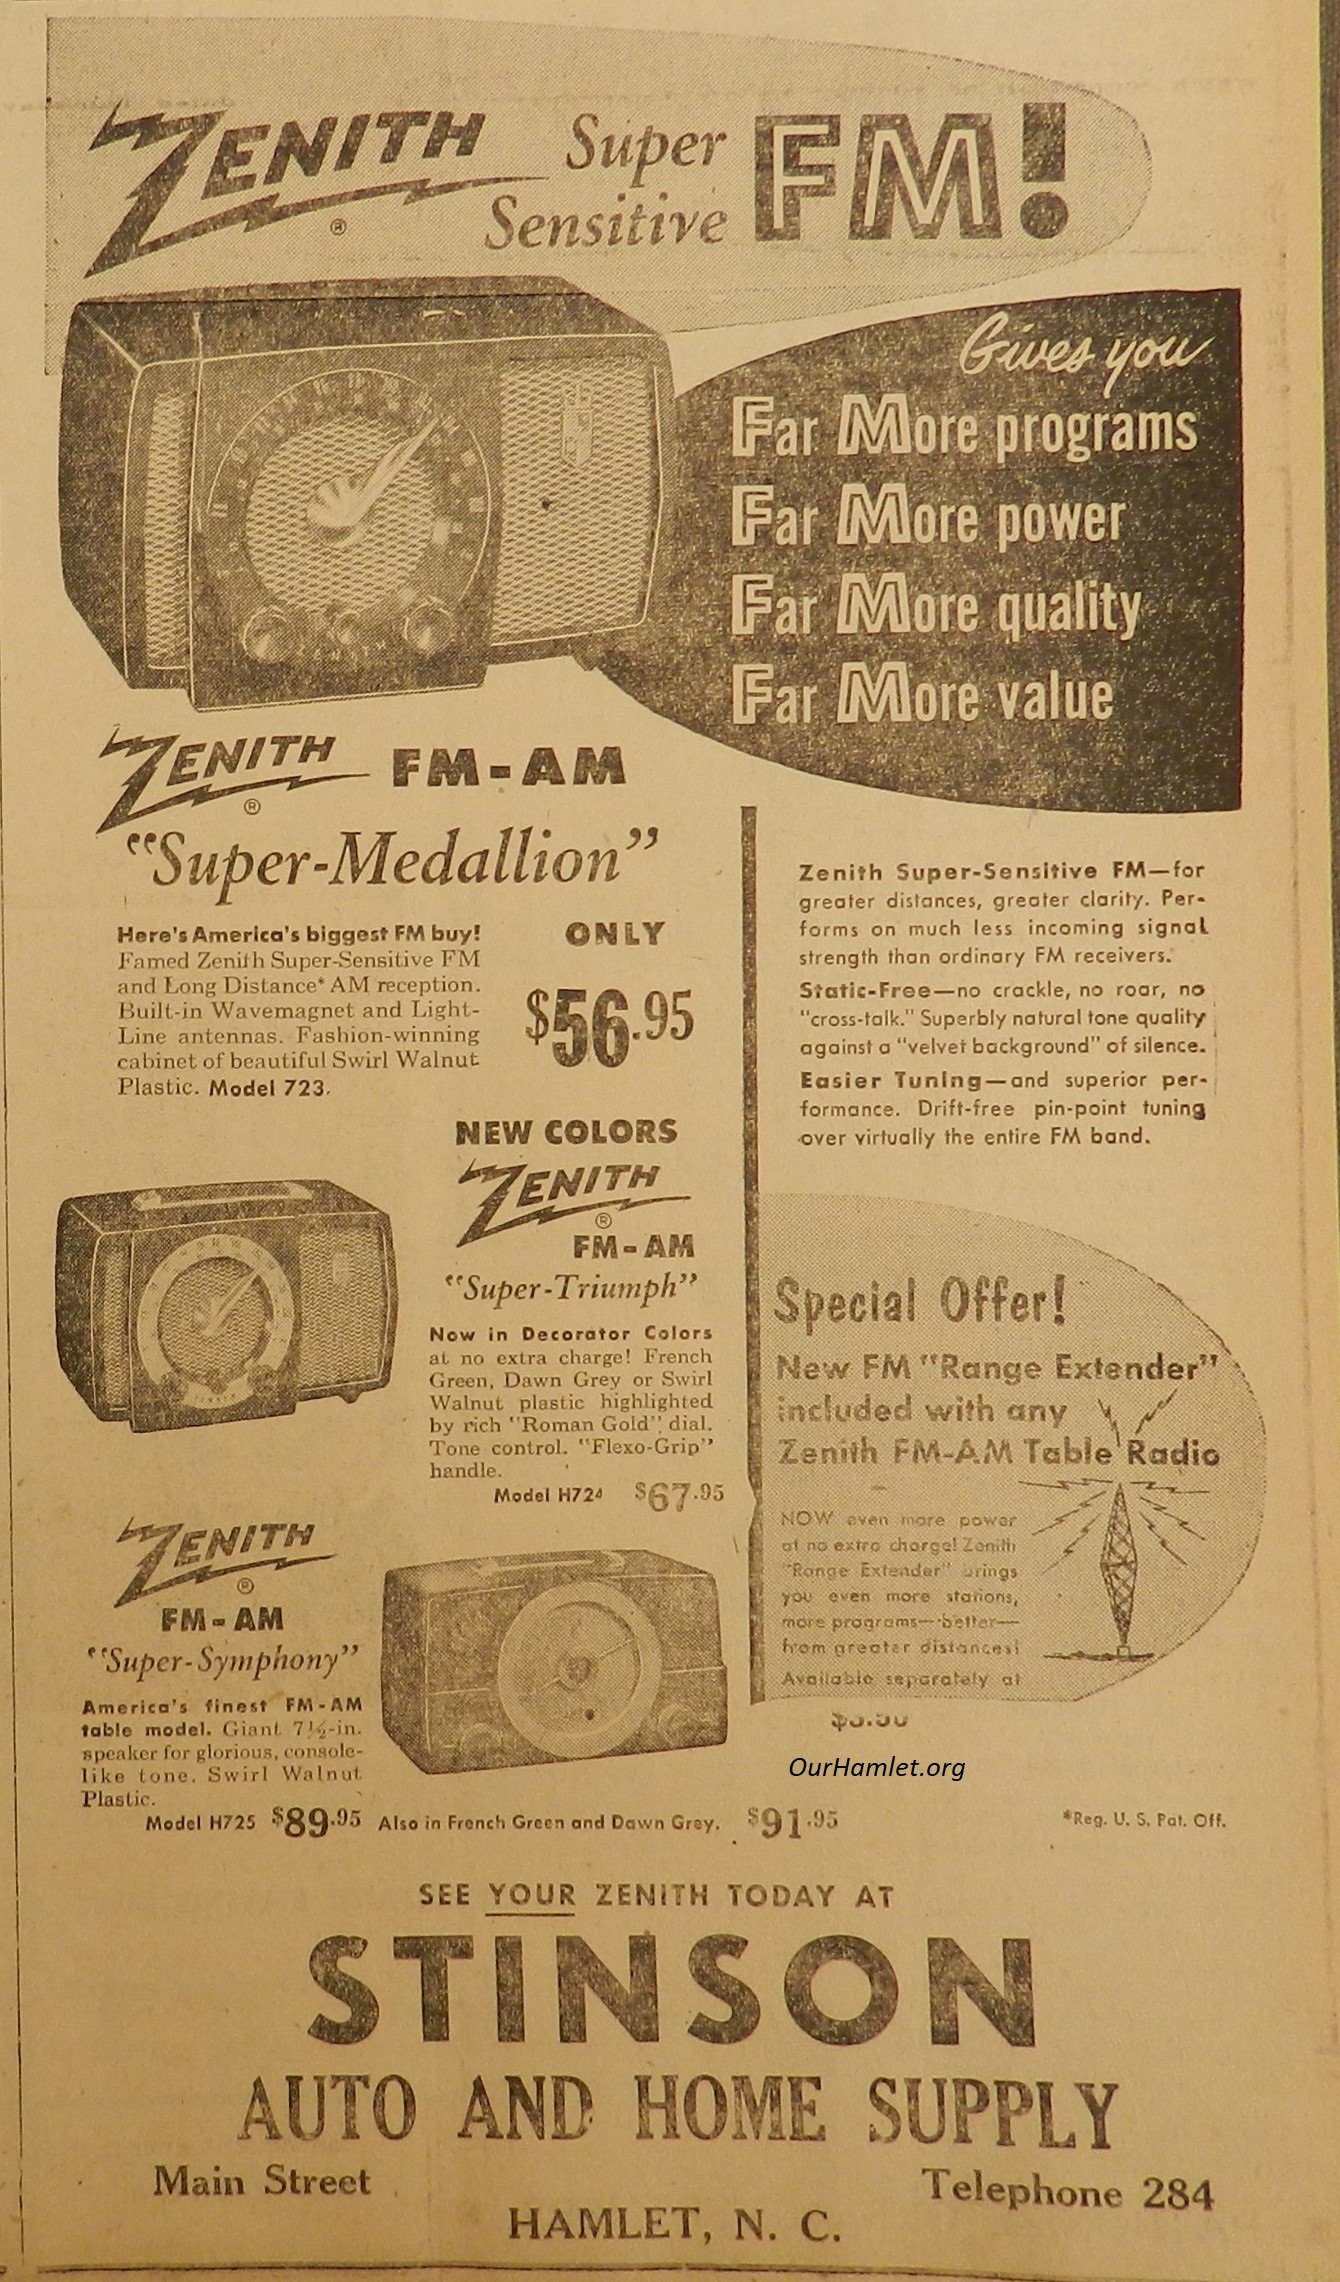 ZENITH Super Sensitive FM!
®
Gives you
Far More programs
Far More power
Far More quality
Far More value
ZENITH FM-AM
®
"Super-Medallion"
Here's America's biggest FM buy!
Famed Zenith Super-Sensitive FM
and Long Distance* AM reception.
Built-in Wavemagnet and Light-
Line antennas. Fashion-winning
cabinet of beautiful Swirl Walnut
Plastic. Model 723.
ONLY
$56.95
Zenith Super-Sensitive FM—for
greater distances, greater clarity. Per-
forms on much less incoming signal
strength than ordinary FM receivers.
Static-Free—no crackle, no roar, no
"cross-talk." Superbly natural tone quality
against a "velvet background" of silence.
Easier Tuning—and superior per-
formance. Drift-free pin-point tuning
over virtually the entire FM band.
NEW COLORS
ZENITH
®
FM-AM
"Super-Triumph"
Now in Decorator Colors
at no extra charge! French
Green, Dawn Grey or Swirl
Walnut plastic highlighted
by rich "Roman Gold" dial.
Tone control. "Flexo-Grip"
handle.
Model H724 $67.95
Special Offer!
New FM "Range Extender"
included with any
Zenith FM-AM Table Radio
NOW even more power
at no extra charge! Zenith
"Range Extender" brings
you even more stations,
more programs—better—
from greater distances!
Available separately at
ZENITH
®
FM-AM
"Super-Symphony"
America's finest FM-AM
table model. Giant 7½-in.
speaker for glorious, console-
like tone. Swirl Walnut
Plastic.
Model H725 $89.95 Also in French Green and Dawn Grey. $91.95
OurHamlet.org
*Reg. U. S. Pat. Off.
SEE YOUR ZENITH TODAY AT
STINSON
AUTO AND HOME SUPPLY
Main Street
Telephone 284
HAMLET, N. C.